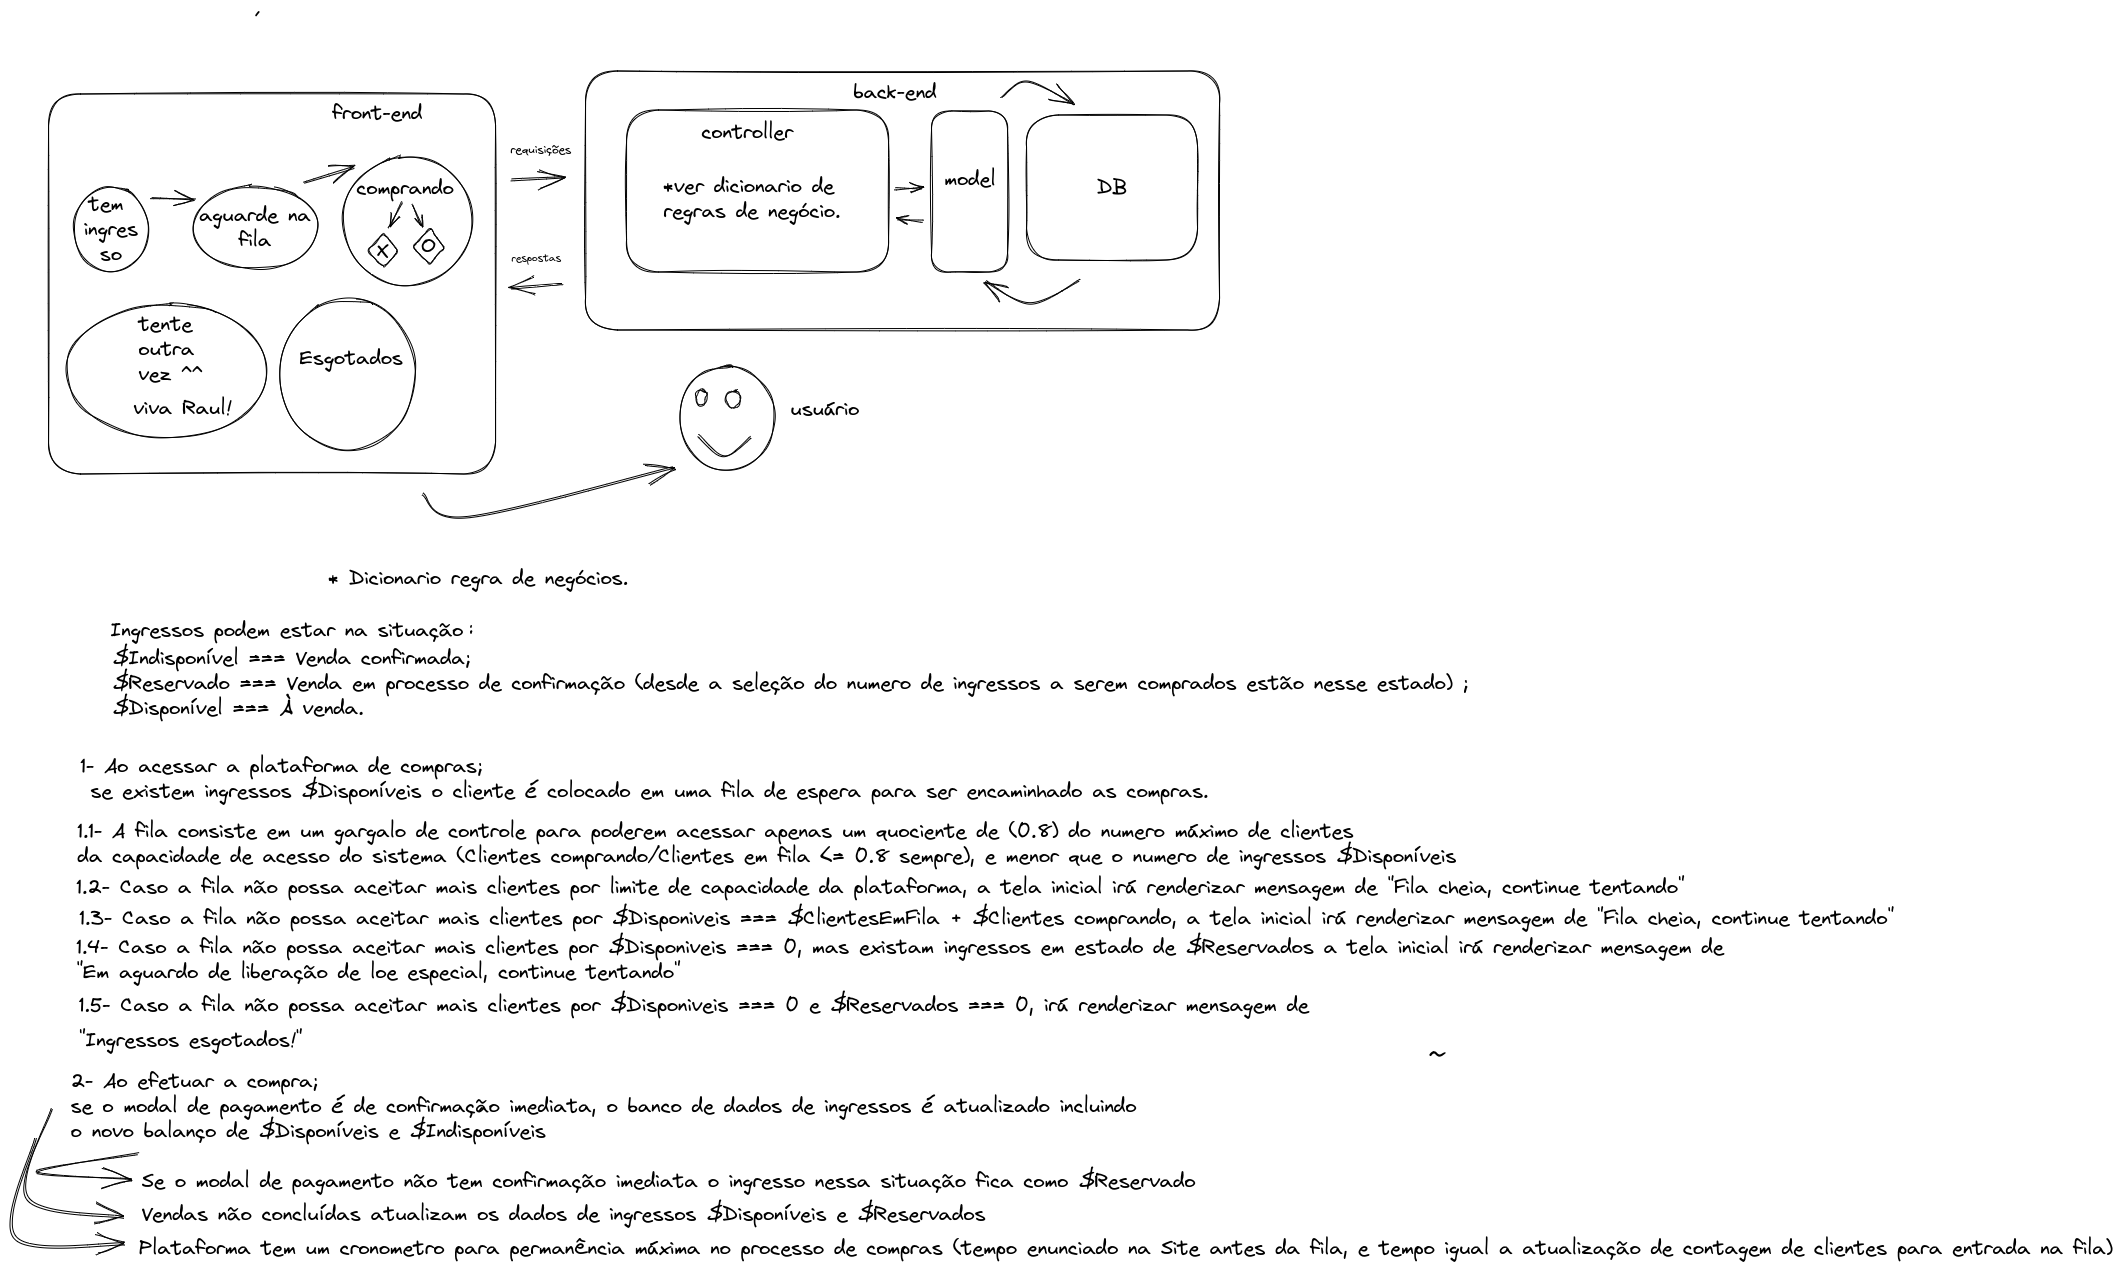 front-end
tem
ingres
so
aguarde na
fila
comprando
x
O
tente
outra
vez ^^
viva Raul!
Esgotados
requisições
respostas
back-end
controller
*ver dicionario de
regras de negócio.
model
DB
usuário
* Dicionario regra de negócios.
Ingressos podem estar na situação :
$Indisponível === Venda confirmada;
$Reservado === Venda em processo de confirmação (desde a seleção do numero de ingressos a serem comprados estão nesse estado) ;
$Disponível === À venda.
1- Ao acessar a plataforma de compras;
se existem ingressos $Disponíveis o cliente é colocado em uma fila de espera para ser encaminhado as compras.
1.1- A fila consiste em um gargalo de controle para poderem acessar apenas um quociente de (0.8) do numero máximo de clientes
da capacidade de acesso do sistema (Clientes comprando/Clientes em fila <= 0.8 sempre), e menor que o numero de ingressos $Disponíveis
1.2- Caso a fila não possa aceitar mais clientes por limite de capacidade da plataforma, a tela inicial irá renderizar mensagem de "Fila cheia, continue tentando"
1.3- Caso a fila não possa aceitar mais clientes por $Disponiveis === $ClientesEmFila + $Clientes comprando, a tela inicial irá renderizar mensagem de "Fila cheia, continue tentando"
1.4- Caso a fila não possa aceitar mais clientes por $Disponiveis === 0, mas existam ingressos em estado de $Reservados a tela inicial irá renderizar mensagem de
"Em aguardo de liberação de loe especial, continue tentando"
1.5- Caso a fila não possa aceitar mais clientes por $Disponiveis === 0 e $Reservados === 0, irá renderizar mensagem de
"Ingressos esgotados!"
~
2- Ao efetuar a compra;
se o modal de pagamento é de confirmação imediata, o banco de dados de ingressos é atualizado incluindo
o novo balanço de $Disponíveis e $Indisponíveis
Se o modal de pagamento não tem confirmação imediata o ingresso nessa situação fica como $Reservado
Vendas não concluídas atualizam os dados de ingressos $Disponíveis e $Reservados
Plataforma tem um cronometro para permanência máxima no processo de compras (tempo enunciado na Site antes da fila, e tempo igual a atualização de contagem de clientes para entrada na fila)